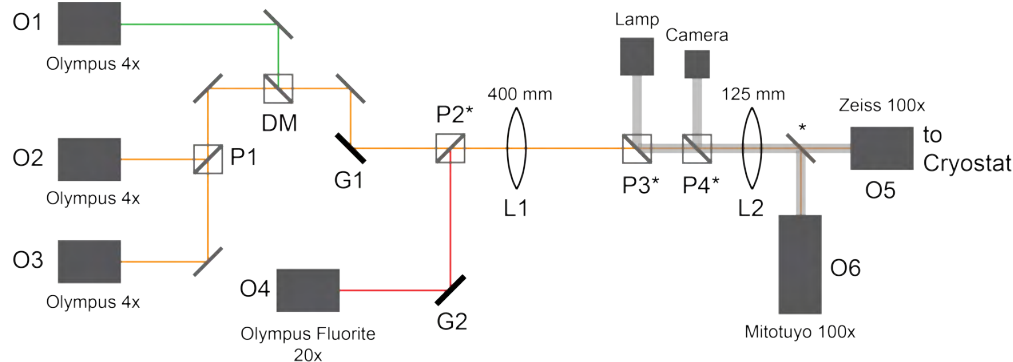 O1
Olympus 4x
DM
O2
P1
Olympus 4x
O3
Olympus 4x
G1
P2*
400 mm
L1
O4
Olympus Fluorite
20x
G2
Lamp
Camera
P3*
P4*
125 mm
L2
*
Zeiss 100x
to
Cryostat
O5
O6
Mitotuyo 100x